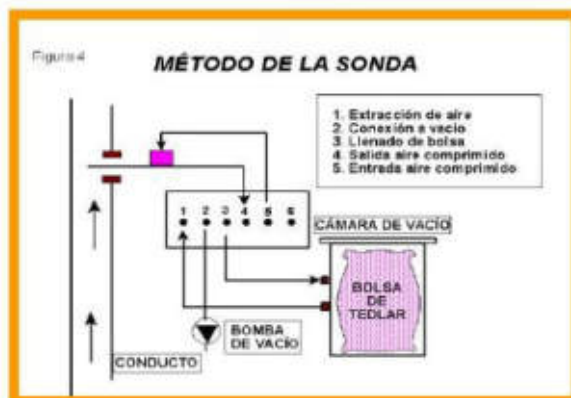 Figura 4
MÉTODO DE LA SONDA
1. Extracción de aire
2. Conexión a vacío
3. Llenado de bolsa
4. Salida aire comprimido
5. Entrada aire comprimido
1 2 3 4 5 6
CÁMARA DE VACÍO
BOLSA
DE
TEDLAR
BOMBA
DE VACÍO
CONDUCTO